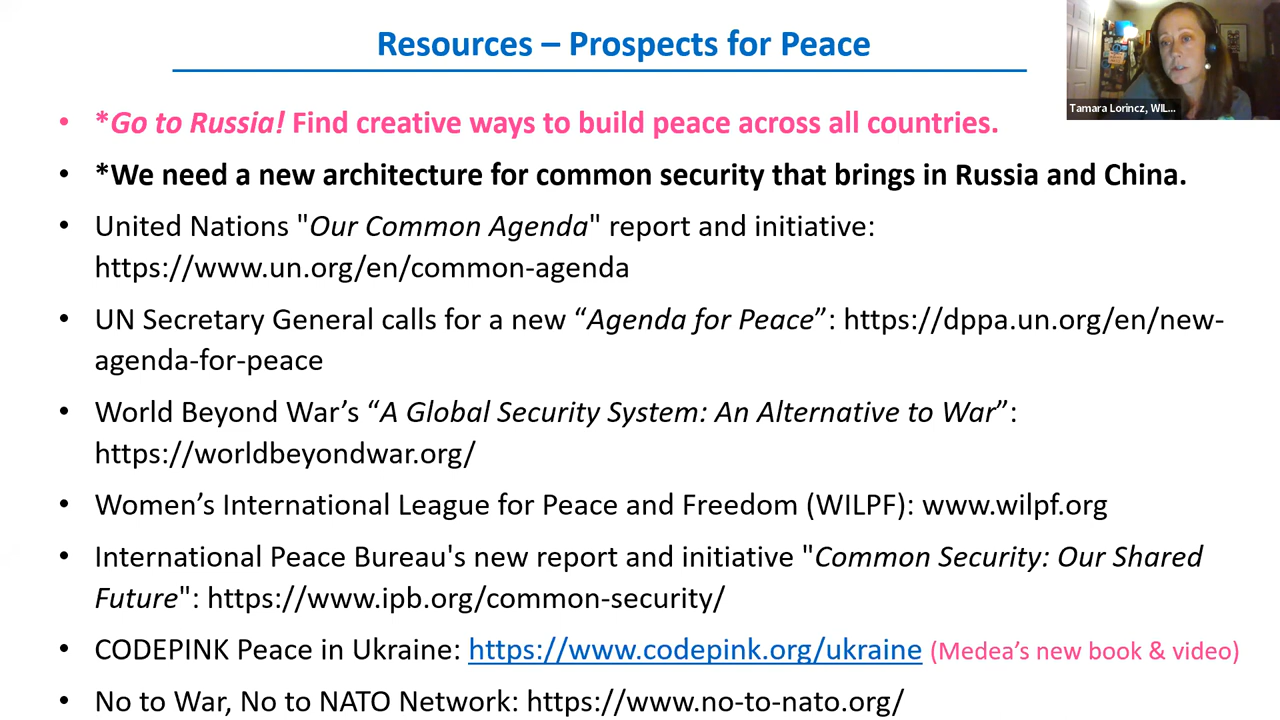 Resources – Prospects for Peace
Tamara Lorincz, WIL...
• *Go to Russia! Find creative ways to build peace across all countries.
• *We need a new architecture for common security that brings in Russia and China.
• United Nations "Our Common Agenda" report and initiative:
https://www.un.org/en/common-agenda
• UN Secretary General calls for a new “Agenda for Peace”: https://dppa.un.org/en/new-
agenda-for-peace
• World Beyond War’s “A Global Security System: An Alternative to War”:
https://worldbeyondwar.org/
• Women’s International League for Peace and Freedom (WILPF): www.wilpf.org
• International Peace Bureau's new report and initiative "Common Security: Our Shared
Future": https://www.ipb.org/common-security/
• CODEPINK Peace in Ukraine: https://www.codepink.org/ukraine (Medea’s new book & video)
• No to War, No to NATO Network: https://www.no-to-nato.org/